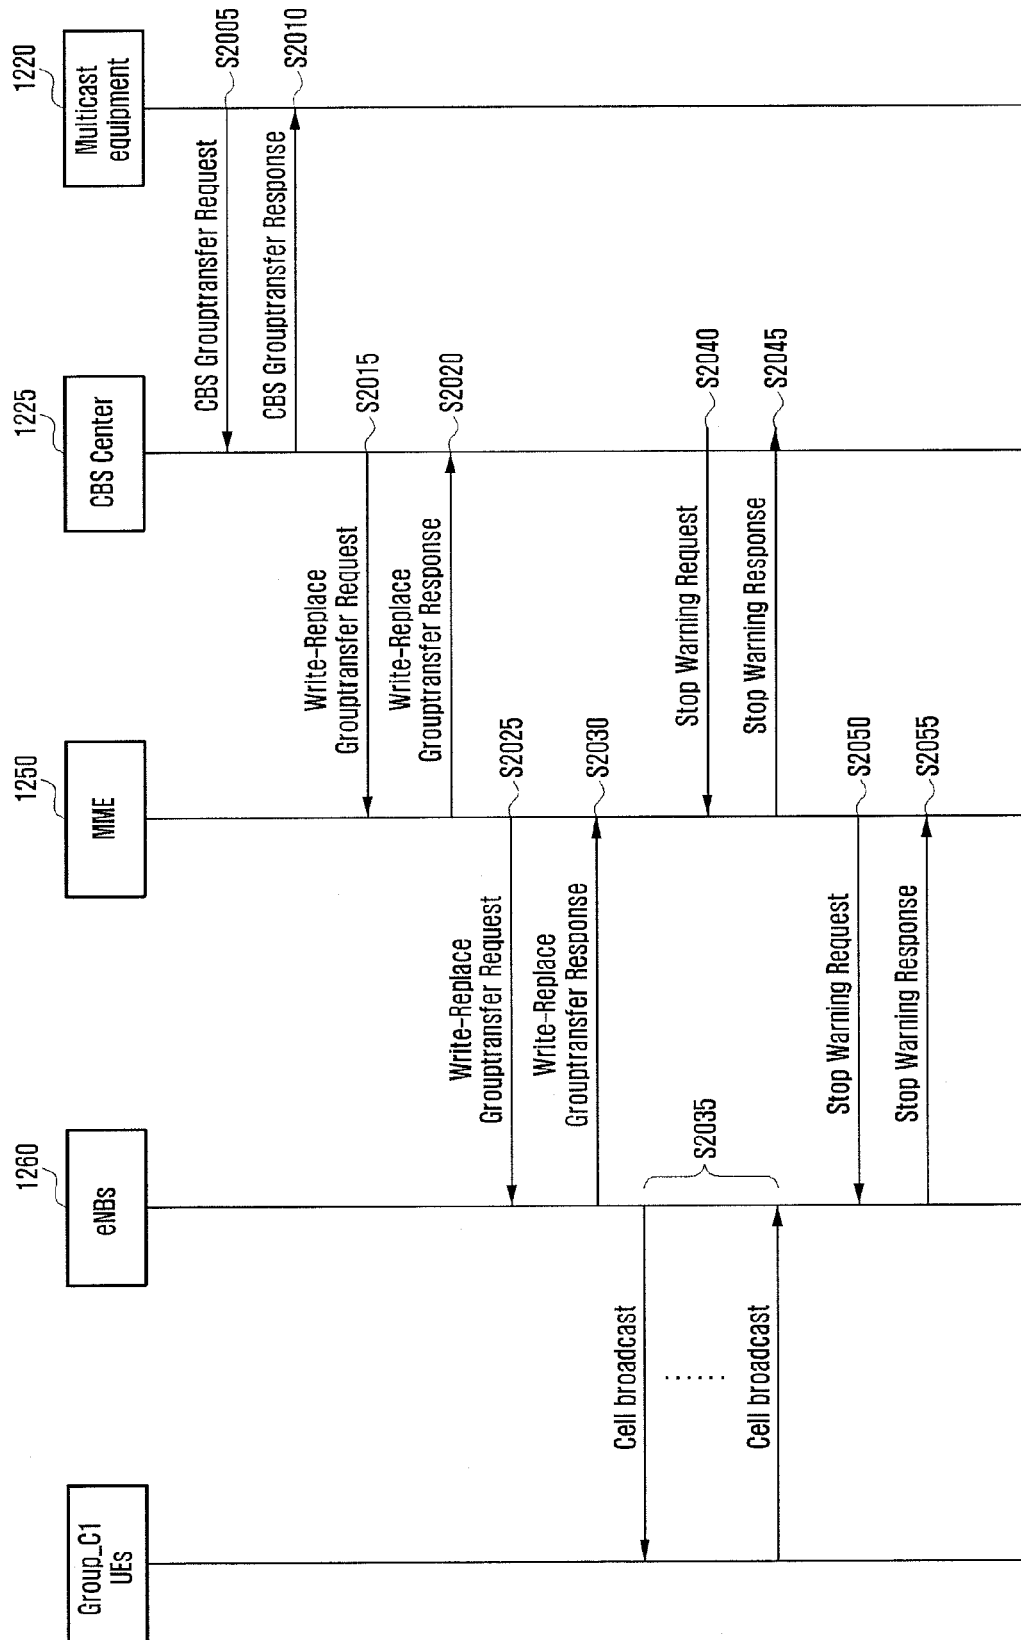 Group_C1
UEs
1260
eNBs
1250
MME
1225
CBS Center
1220
Multicast
equipment
CBS Grouptransfer Request
S2005
CBS Grouptransfer Response
S2010
Write-Replace
Grouptransfer Request
S2015
Write-Replace
Grouptransfer Response
S2020
Write-Replace
Grouptransfer Request
S2025
Write-Replace
Grouptransfer Response
S2030
Cell broadcast
......
Cell broadcast
S2035
Stop Warning Request
S2040
Stop Warning Response
S2045
Stop Warning Request
S2050
Stop Warning Response
S2055